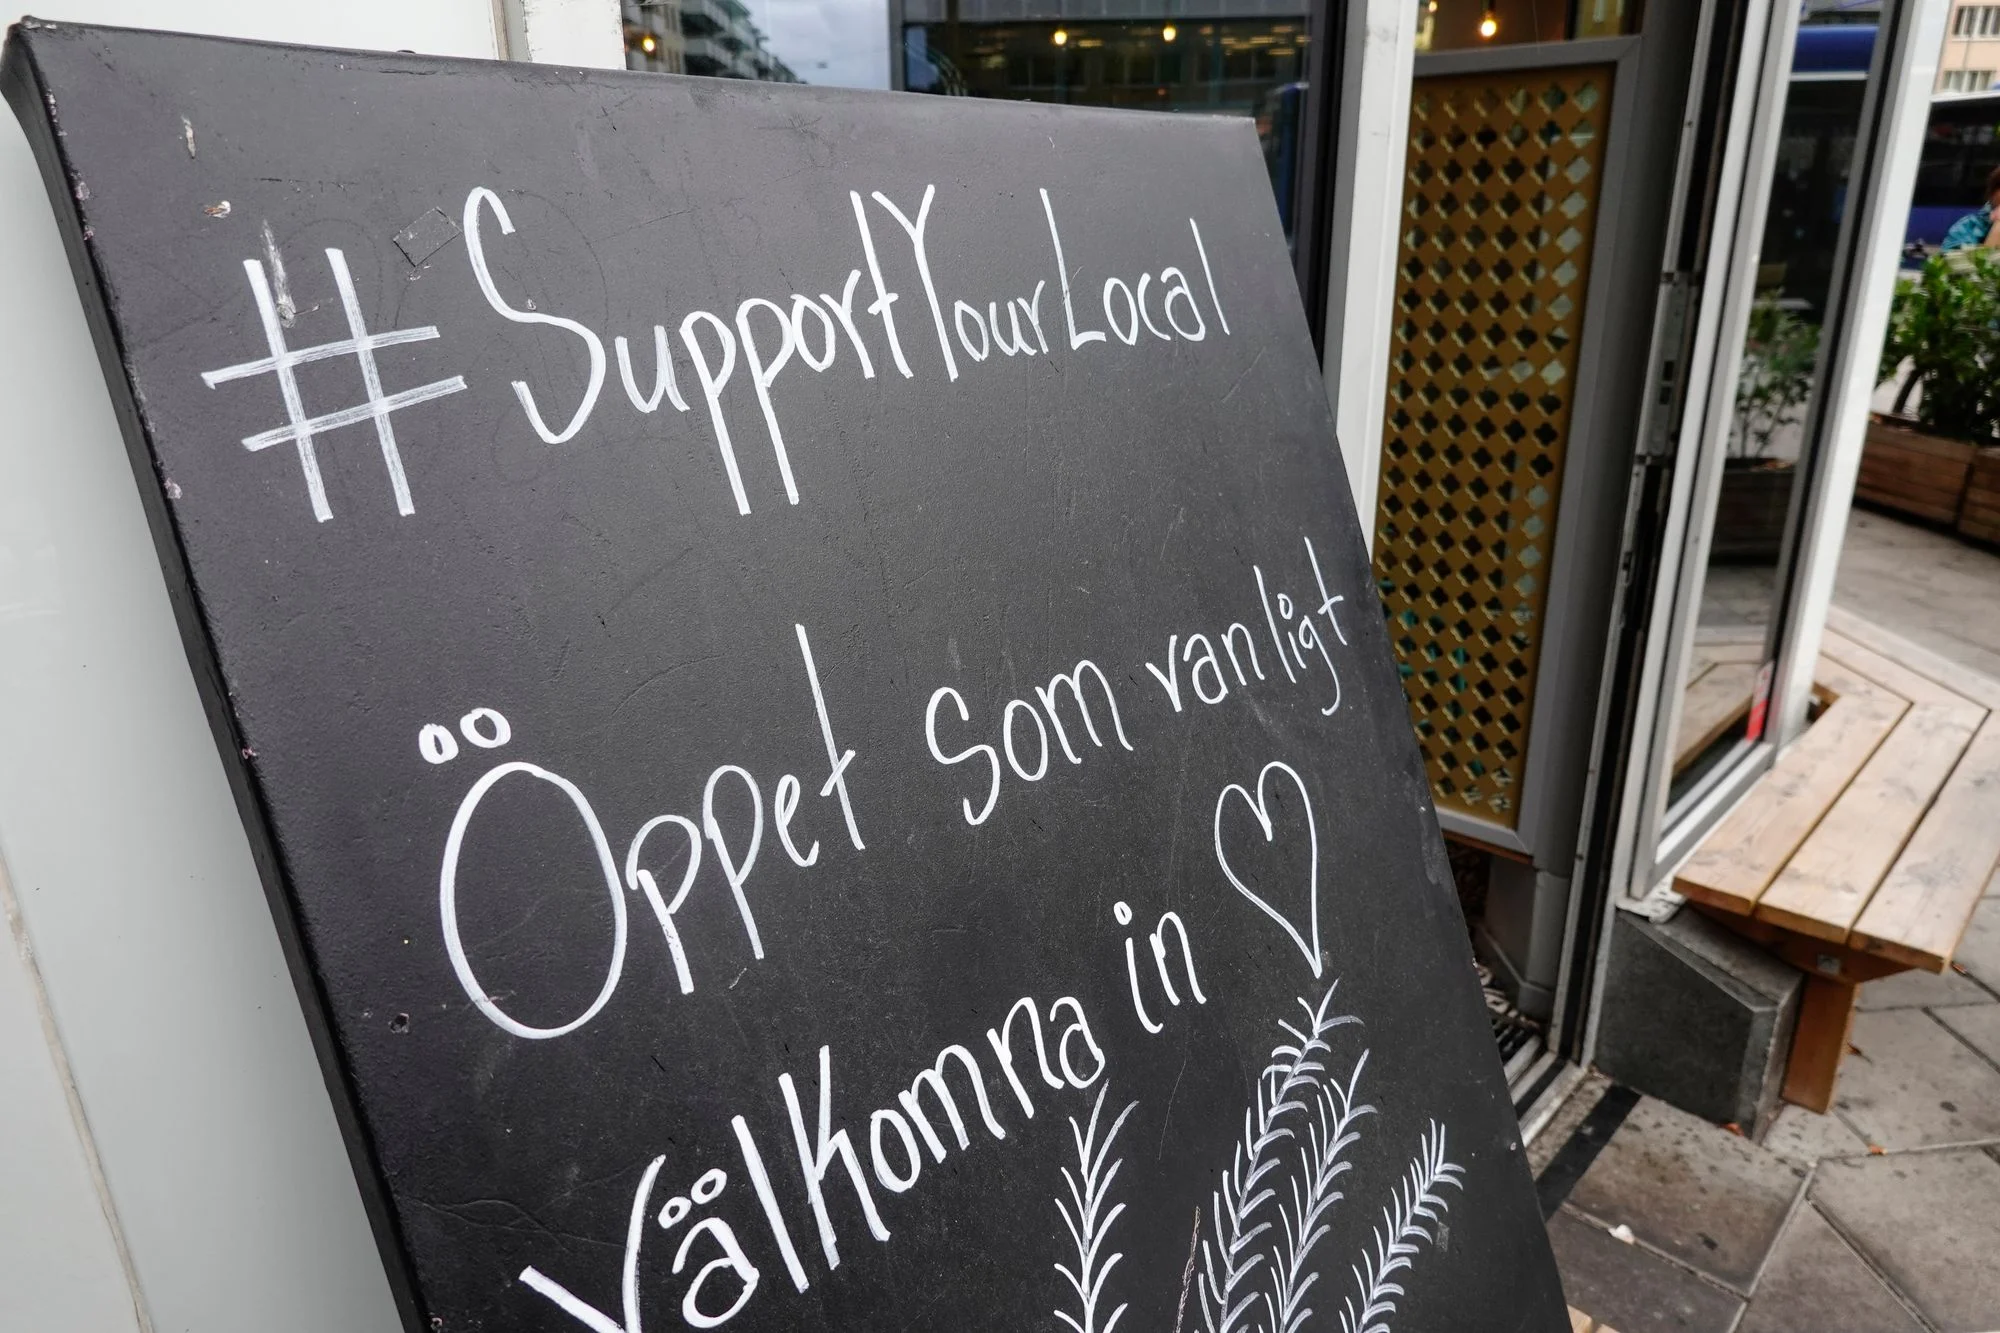 #SupportYourLocal
Öppet som vanligt
Välkomna in